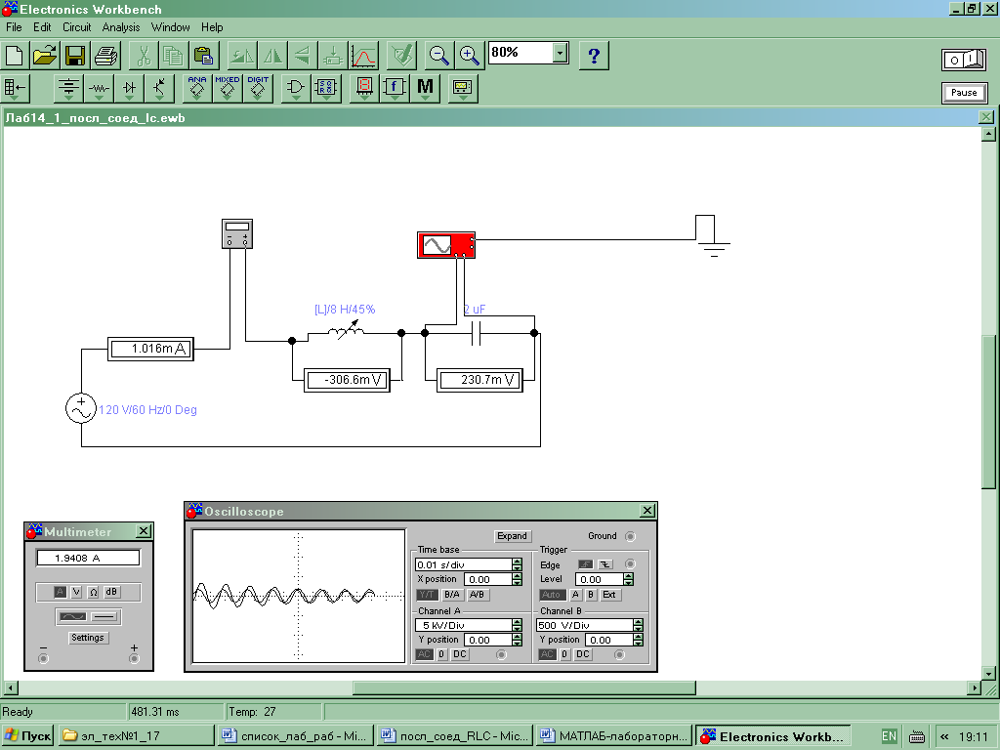 Electronics Workbench
File Edit Circuit Analysis Window Help
80%
?
O I
ANA MIXED DIGIT
f M
Pause
Лаб14_1_посл_соед_lc.ewb
[L]/8 H/45%
2 uF
1.016m A
-306.6m V
230.7m V
+
120 V/60 Hz/0 Deg
Oscilloscope
Multimeter
1.9408 A
A V Ω dB
Settings
− +
Expand
Ground
Time base
0.01 s/div
X position 0.00
Y/T B/A A/B
Trigger
Edge
Level 0.00
Auto A B Ext
Channel A
5 kV/Div
Y position 0.00
AC 0 DC
Channel B
500 V/Div
Y position 0.00
AC 0 DC
Ready 481.31 ms Temp: 27
Пуск эл_тех№1_17 список_лаб_раб - Mi... посл_соед_RLC - Mic... МАТЛАБ-лабораторн... Electronics Workb... EN « 19:11